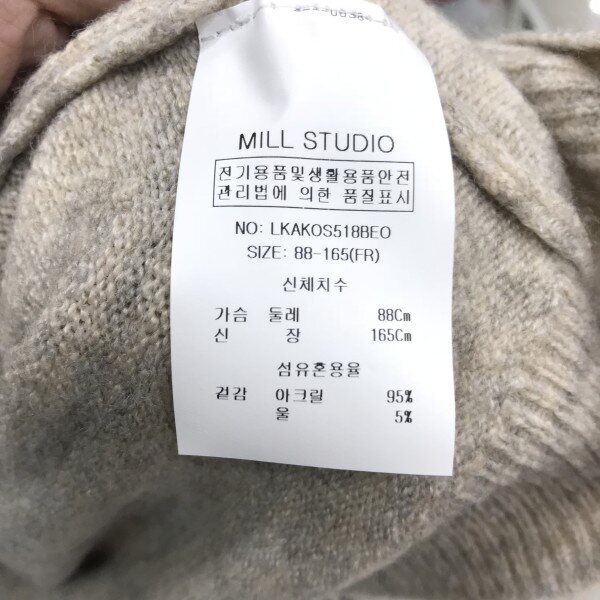 MILL STUDIO
전기용품및생활용품안전
관리법에 의한 품질표시
NO: LKAKOS518BEO
SIZE: 88-165(FR)
신체치수
가슴 둘레 88Cm
신 장 165Cm
섬유혼용율
겉감 아크릴 95%
울 5%